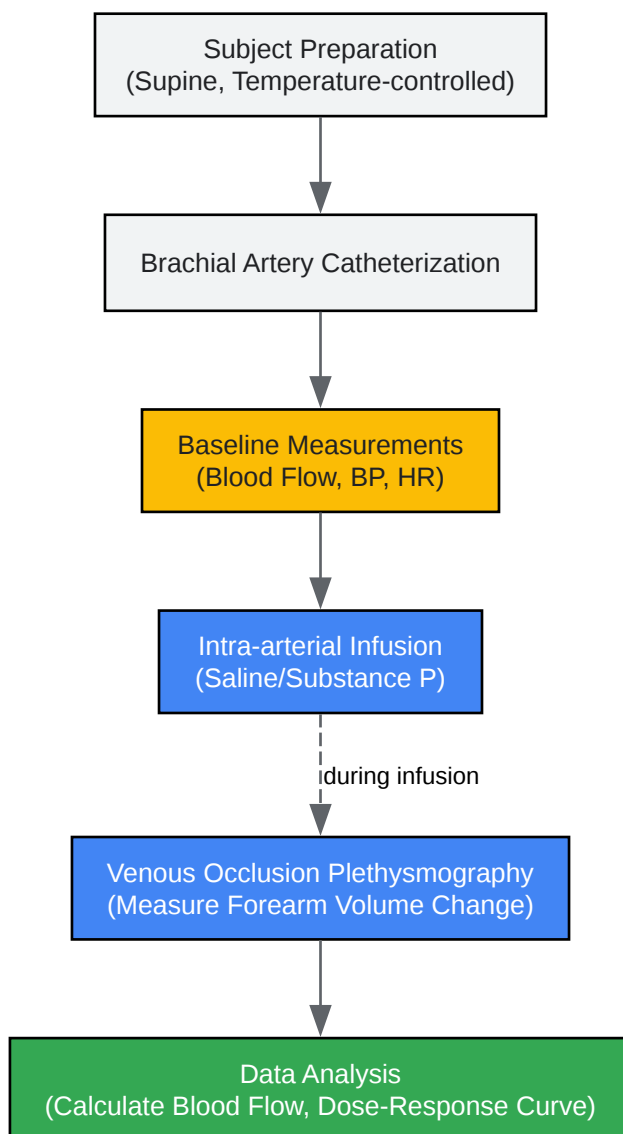 Subject Preparation
(Supine, Temperature-controlled)
Brachial Artery Catheterization
Baseline Measurements
(Blood Flow, BP, HR)
Intra-arterial Infusion
(Saline/Substance P)
during infusion
Venous Occlusion Plethysmography
(Measure Forearm Volume Change)
Data Analysis
(Calculate Blood Flow, Dose-Response Curve)